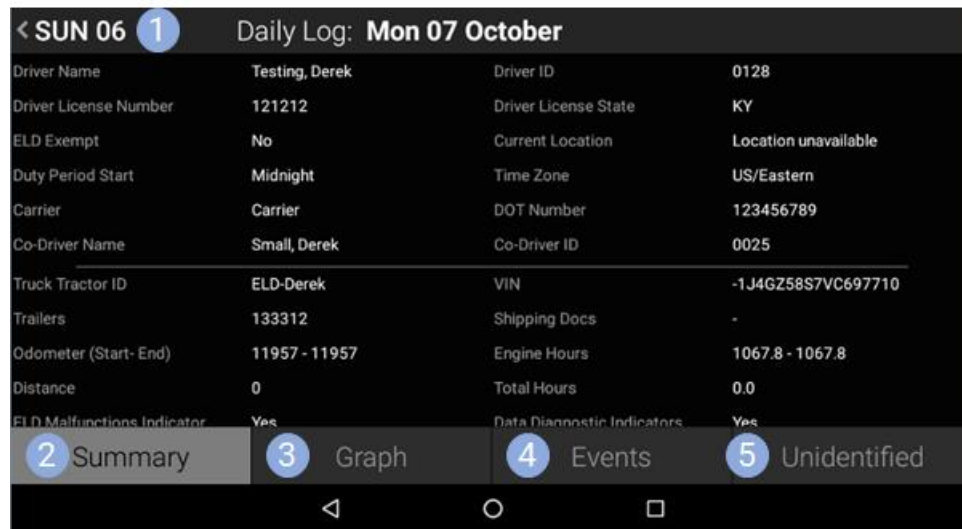 < SUN 06 1 Daily Log: Mon 07 October
Driver Name Testing, Derek Driver ID 0128
Driver License Number 121212 Driver License State KY
ELD Exempt No Current Location Location unavailable
Duty Period Start Midnight Time Zone US/Eastern
Carrier Carrier DOT Number 123456789
Co-Driver Name Small, Derek Co-Driver ID 0025
Truck Tractor ID ELD-Derek VIN -1J4GZ58S7VC697710
Trailers 133312 Shipping Docs -
Odometer (Start- End) 11957 - 11957 Engine Hours 1067.8 - 1067.8
Distance 0 Total Hours 0.0
ELD Malfunctions Indicator Yes Data Diagnostic Indicators Yes
2 Summary 3 Graph 4 Events 5 Unidentified